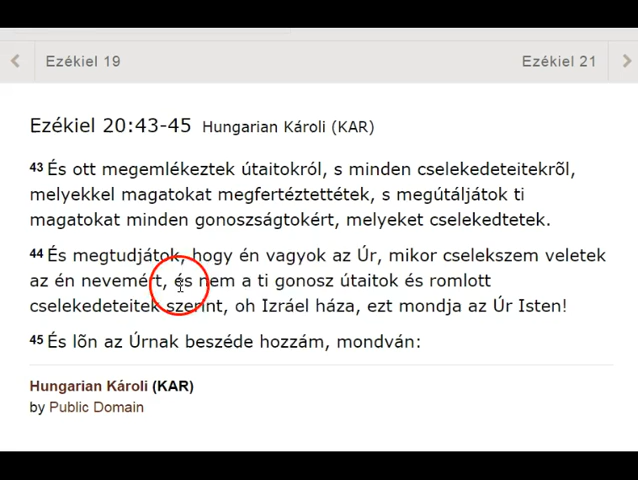 Ezékiel 19
Ezékiel 21
Ezékiel 20:43-45 Hungarian Károli (KAR)
43 És ott megemlékeztek útaitokról, s minden cselekedeteitekrõl,
melyekkel magatokat megfertéztettétek, s megútáljátok ti
magatokat minden gonoszságtokért, melyeket cselekedtetek.
44 És megtudjátok, hogy én vagyok az Úr, mikor cselekszem veletek
az én nevemért, és nem a ti gonosz útaitok és romlott
cselekedeteitek szerint, oh Izráel háza, ezt mondja az Úr Isten!
45 És lõn az Úrnak beszéde hozzám, mondván:
Hungarian Károli (KAR)
by Public Domain